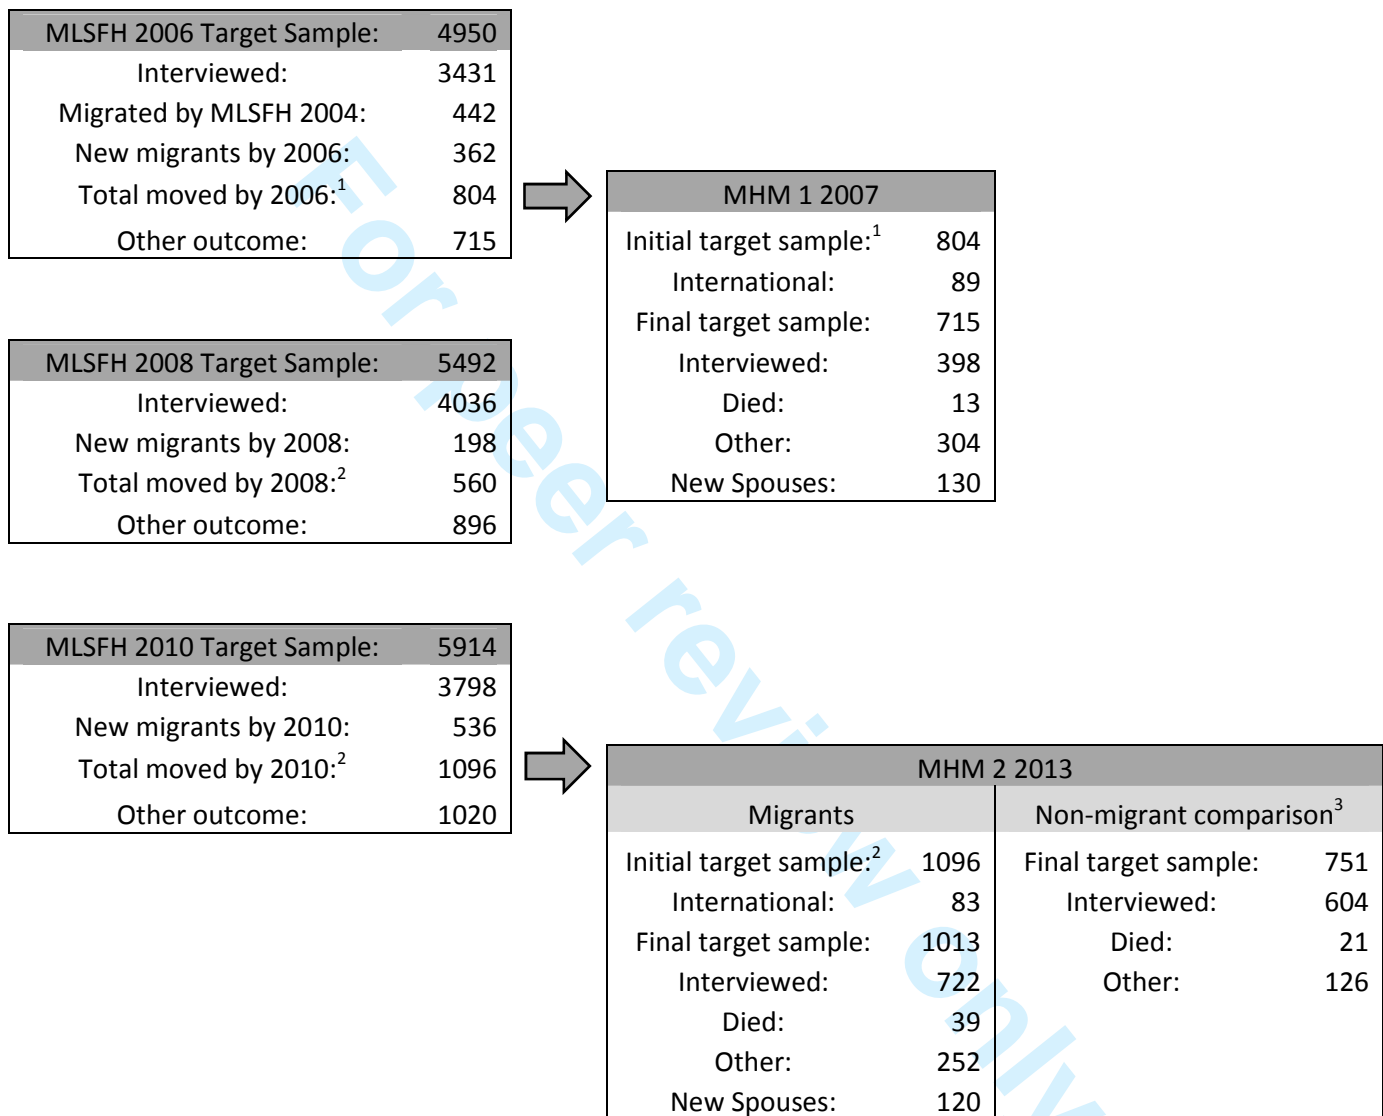 MLSFH 2006 Target Sample: 4950
Interviewed: 3431
Migrated by MLSFH 2004: 442
New migrants by 2006: 362
Total moved by 2006:1 804
Other outcome: 715
MHM 1 2007
Initial target sample:1 804
International: 89
Final target sample: 715
Interviewed: 398
Died: 13
Other: 304
New Spouses: 130
MLSFH 2008 Target Sample: 5492
Interviewed: 4036
New migrants by 2008: 198
Total moved by 2008:2 560
Other outcome: 896
MLSFH 2010 Target Sample: 5914
Interviewed: 3798
New migrants by 2010: 536
Total moved by 2010:2 1096
Other outcome: 1020
MHM 2 2013
Migrants
Initial target sample:2 1096
International: 83
Final target sample: 1013
Interviewed: 722
Died: 39
Other: 252
New Spouses: 120
Non-migrant comparison3
Final target sample: 751
Interviewed: 604
Died: 21
Other: 126
For peer review only